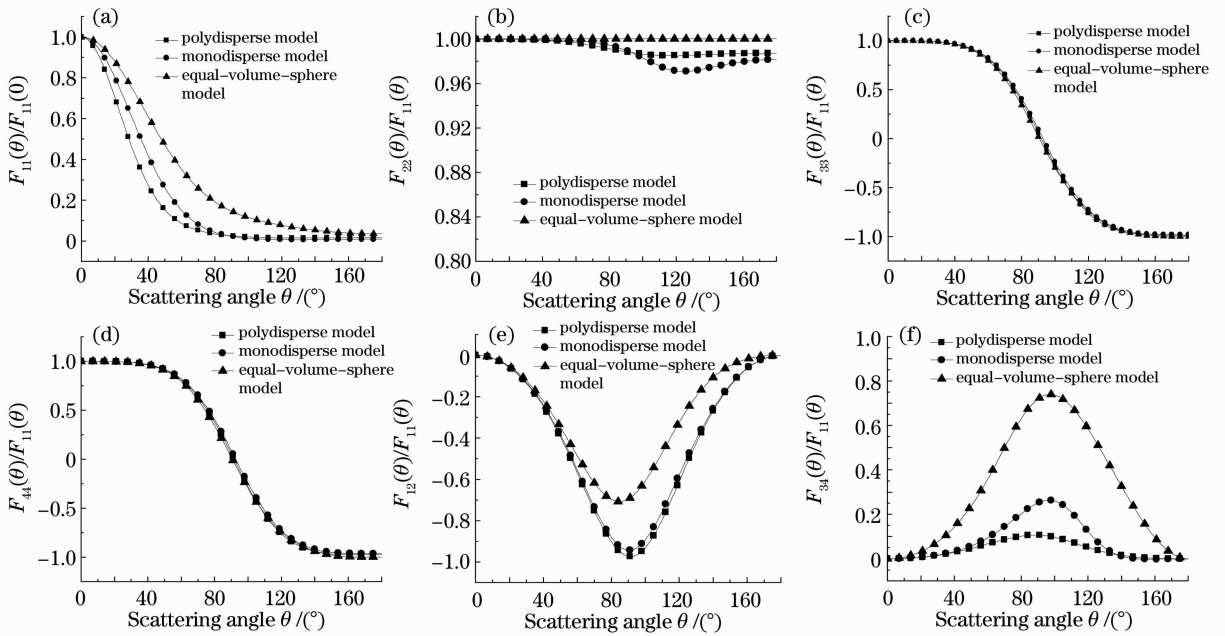 (a)
polydisperse model
monodisperse model
equal−volume−sphere
model
F11(θ)/F11(0)
1.0
0.8
0.6
0.4
0.2
0
0 40 80 120 160
Scattering angle θ /(°)
(b)
polydisperse model
monodisperse model
equal−volume−sphere model
F22(θ)/F11(θ)
1.00
0.96
0.92
0.88
0.84
0.80
0 40 80 120 160
Scattering angle θ /(°)
(c)
polydisperse model
monodisperse model
equal−volume−sphere
model
F33(θ)/F11(θ)
1.0
0.5
0
−0.5
−1.0
0 40 80 120 160
Scattering angle θ /(°)
(d)
polydisperse model
monodisperse model
equal−volume−sphere
model
F44(θ)/F11(θ)
1.0
0.5
0
−0.5
−1.0
0 40 80 120 160
Scattering angle θ /(°)
(e)
polydisperse model
monodisperse model
equal−volume−sphere
model
F12(θ)/F11(θ)
0
−0.2
−0.4
−0.6
−0.8
−1.0
0 40 80 120 160
Scattering angle θ /(°)
(f)
polydisperse model
monodisperse model
equal−volume−sphere model
F34(θ)/F11(θ)
1.0
0.8
0.6
0.4
0.2
0
0 40 80 120 160
Scattering angle θ /(°)